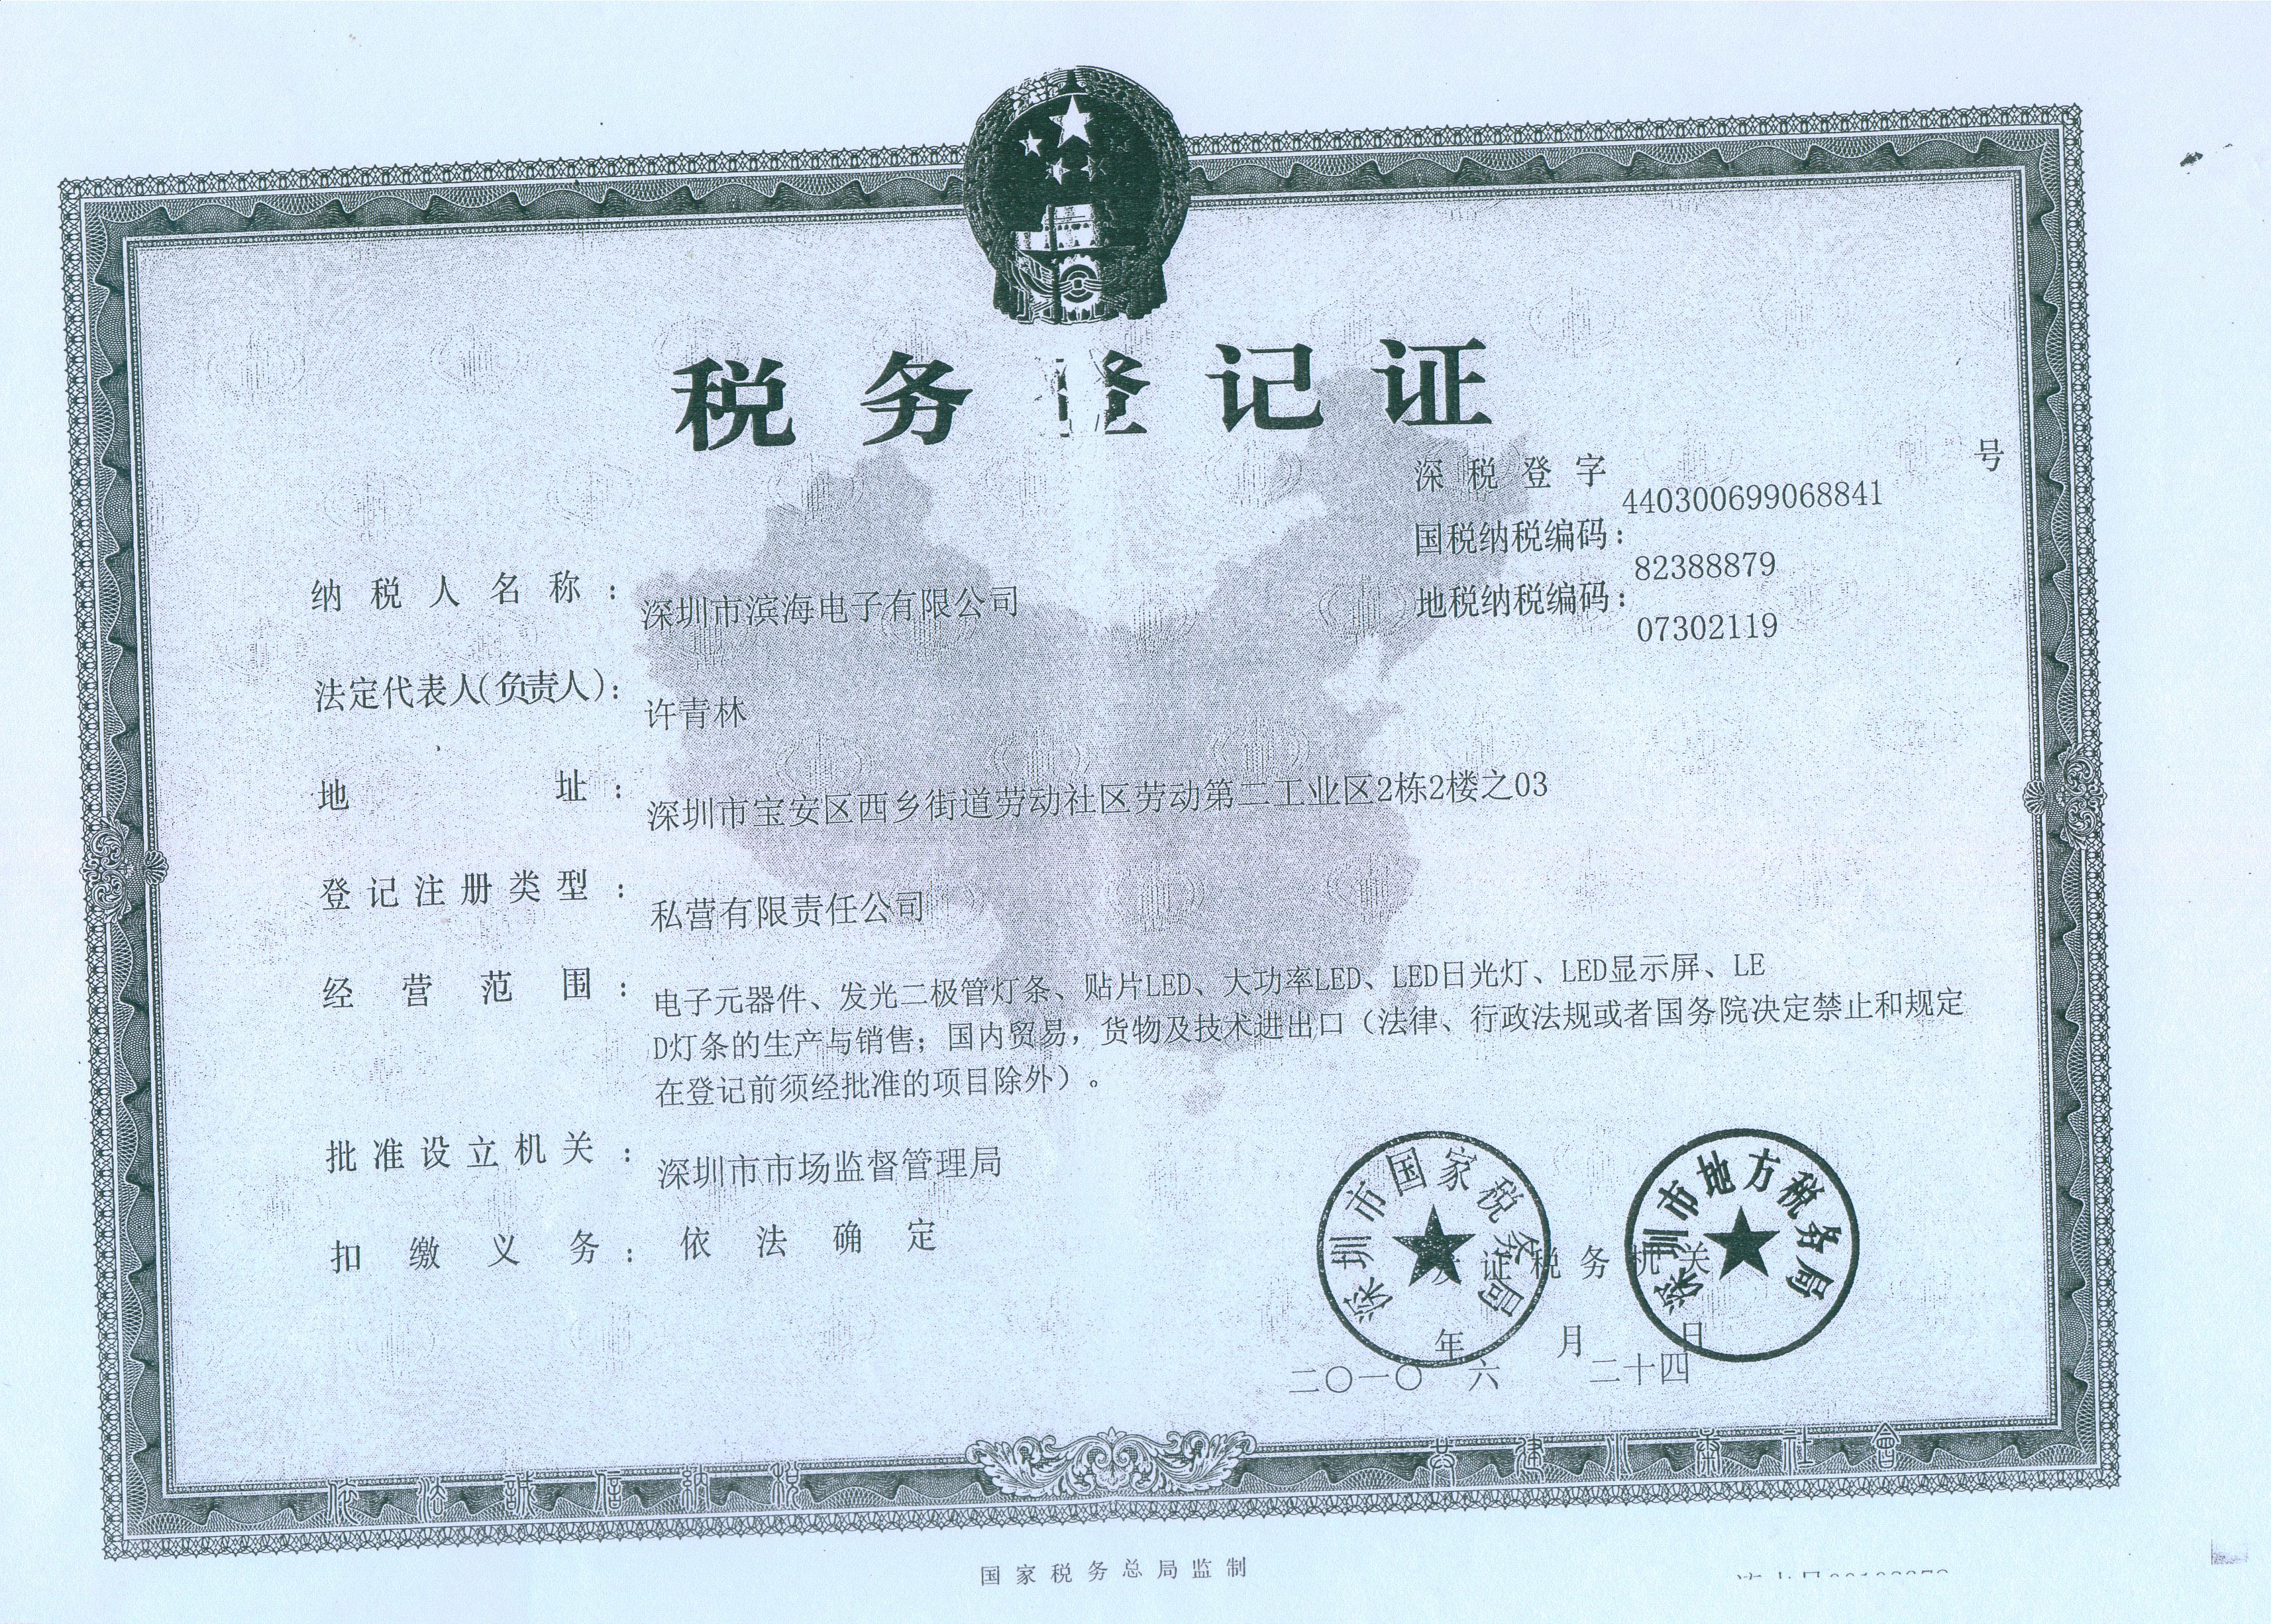 税务登记证
深税登字 440300699068841 号
国税纳税编码: 82388879
地税纳税编码: 07302119
纳税人名称: 深圳市滨海电子有限公司
法定代表人(负责人): 许青林
地址: 深圳市宝安区西乡街道劳动社区劳动第二工业区2栋2楼之03
登记注册类型: 私营有限责任公司
经营范围: 电子元器件、发光二极管灯条、贴片LED、大功率LED、LED日光灯、LED显示屏、LE
D灯条的生产与销售；国内贸易，货物及技术进出口（法律、行政法规或者国务院决定禁止和规定
在登记前须经批准的项目除外）。
批准设立机关: 深圳市市场监督管理局
扣缴义务: 依法确定
深圳市国家税务局
深圳市地方税务局
发证税务机关
年 月 日
二〇一〇 六 二十四
依法誠信納税
共建小康社會
国家税务总局监制